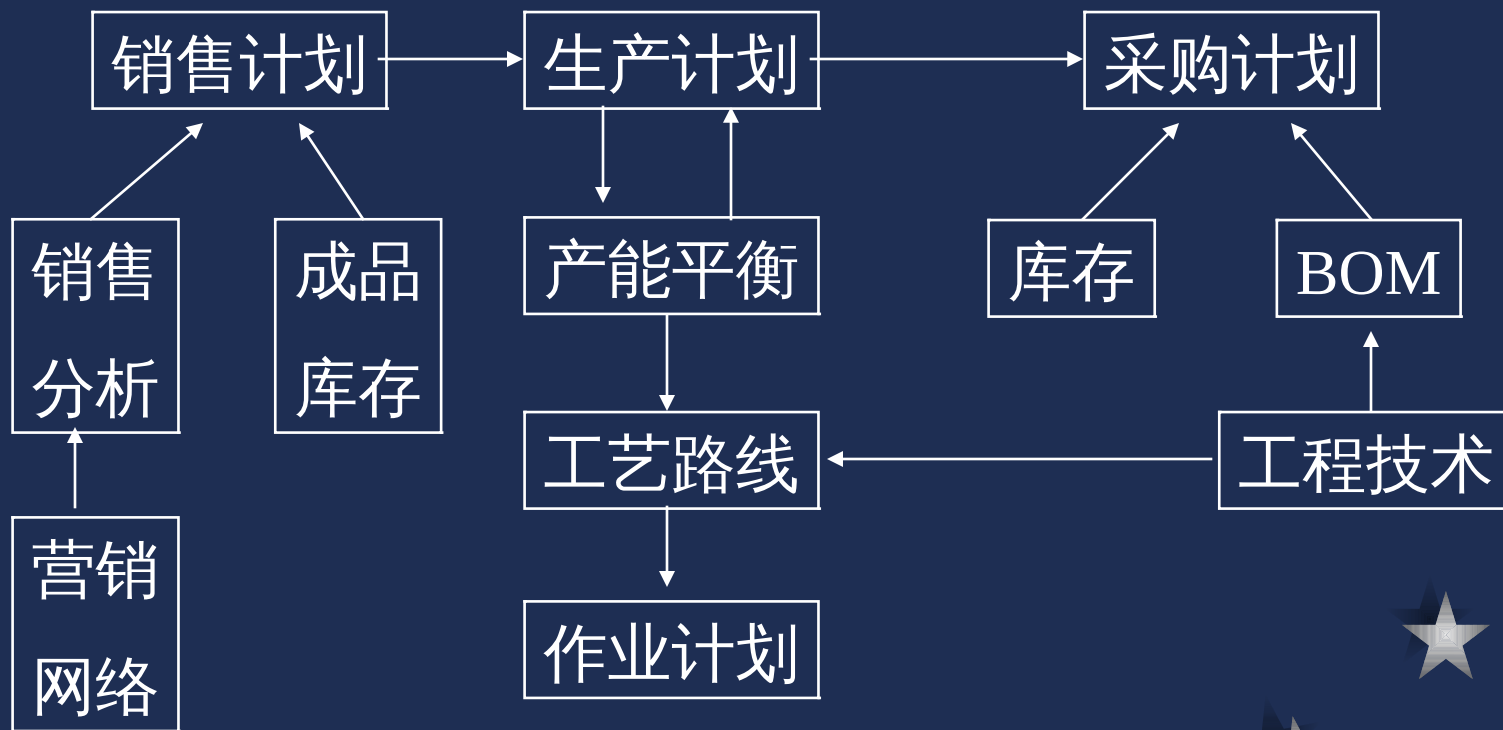 销售计划
生产计划
采购计划
销售
分析
成品
库存
产能平衡
库存
BOM
工艺路线
工程技术
营销
网络
作业计划